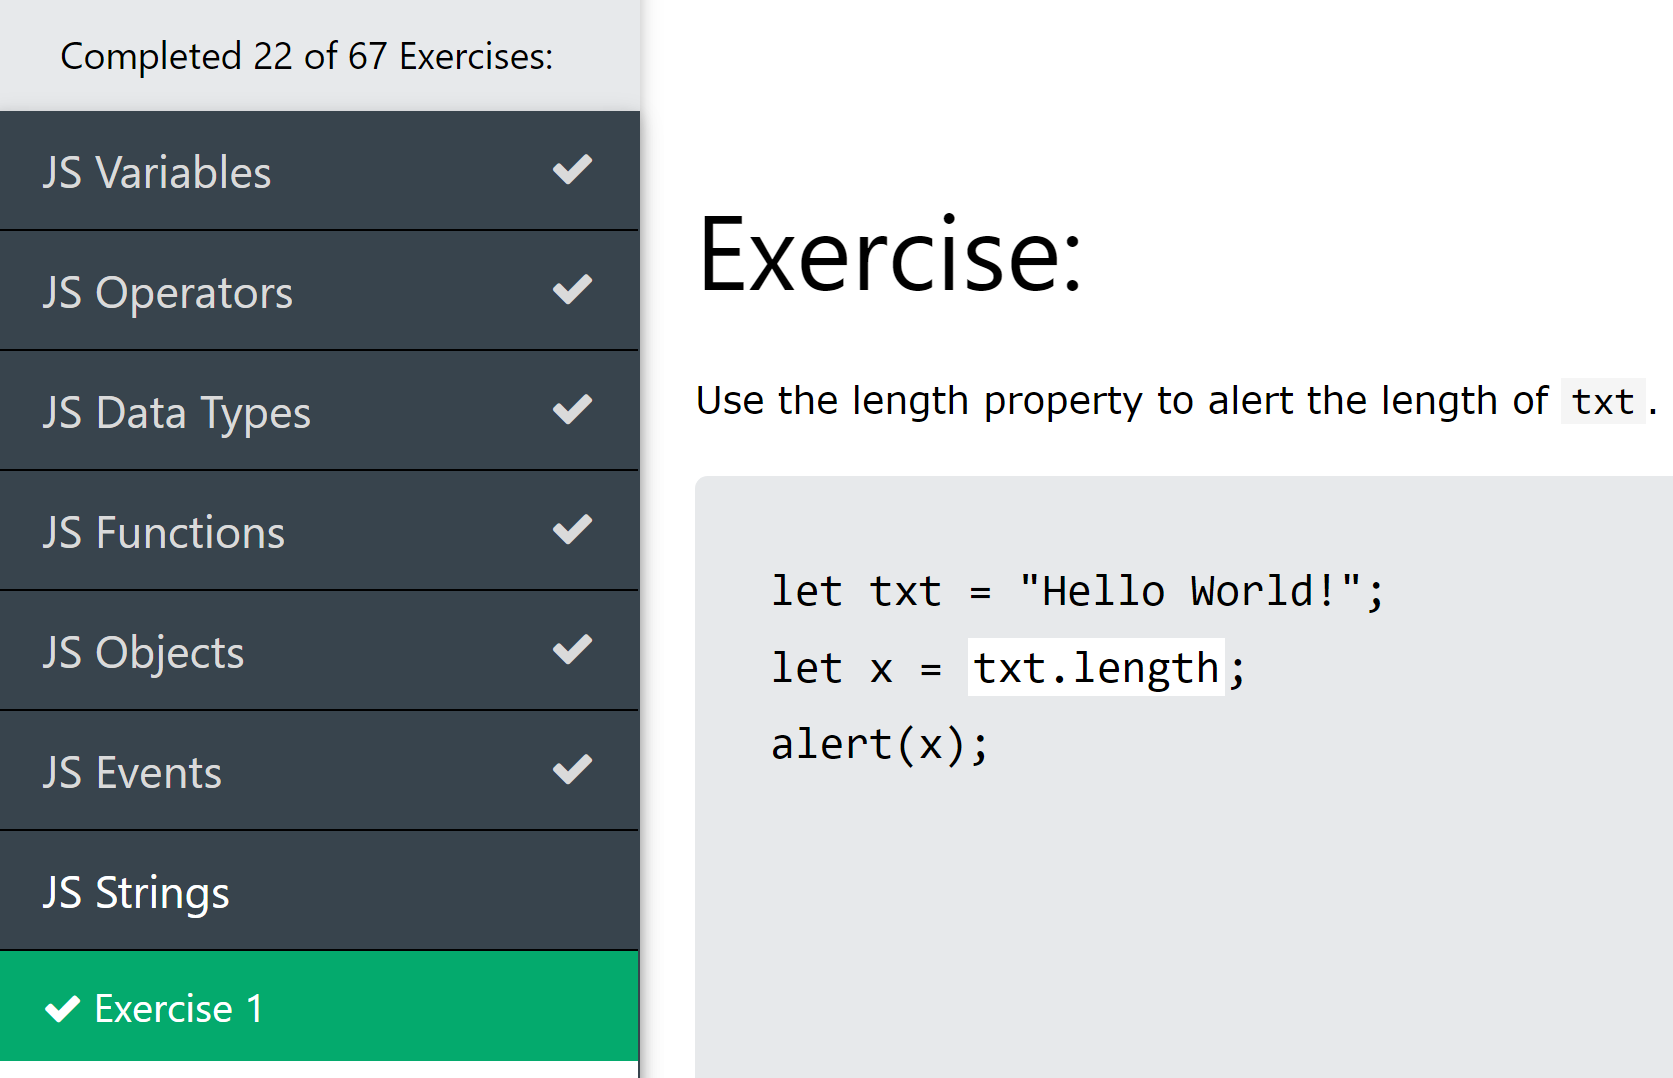 Completed 22 of 67 Exercises:
JS Variables
JS Operators
JS Data Types
JS Functions
JS Objects
JS Events
JS Strings
Exercise 1
Exercise:
Use the length property to alert the length of txt.
let txt = "Hello World!";
let x = txt.length;
alert(x);